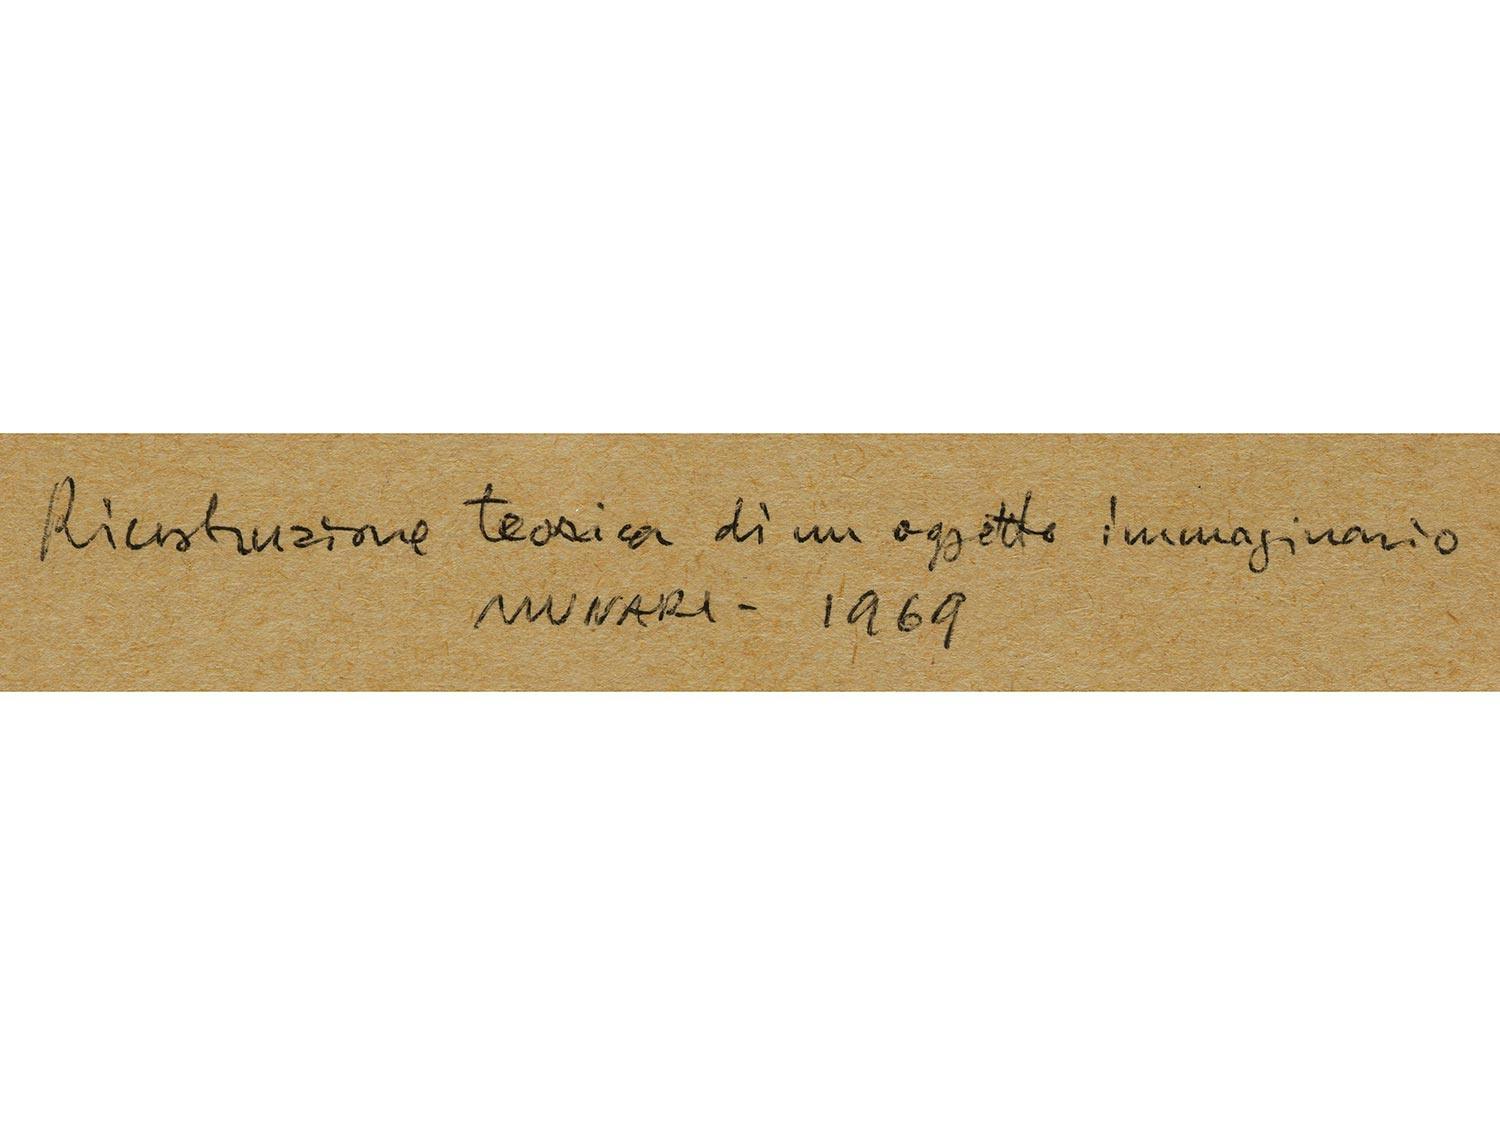 Ricostruzione teorica di un oggetto immaginario
MUNARI - 1969